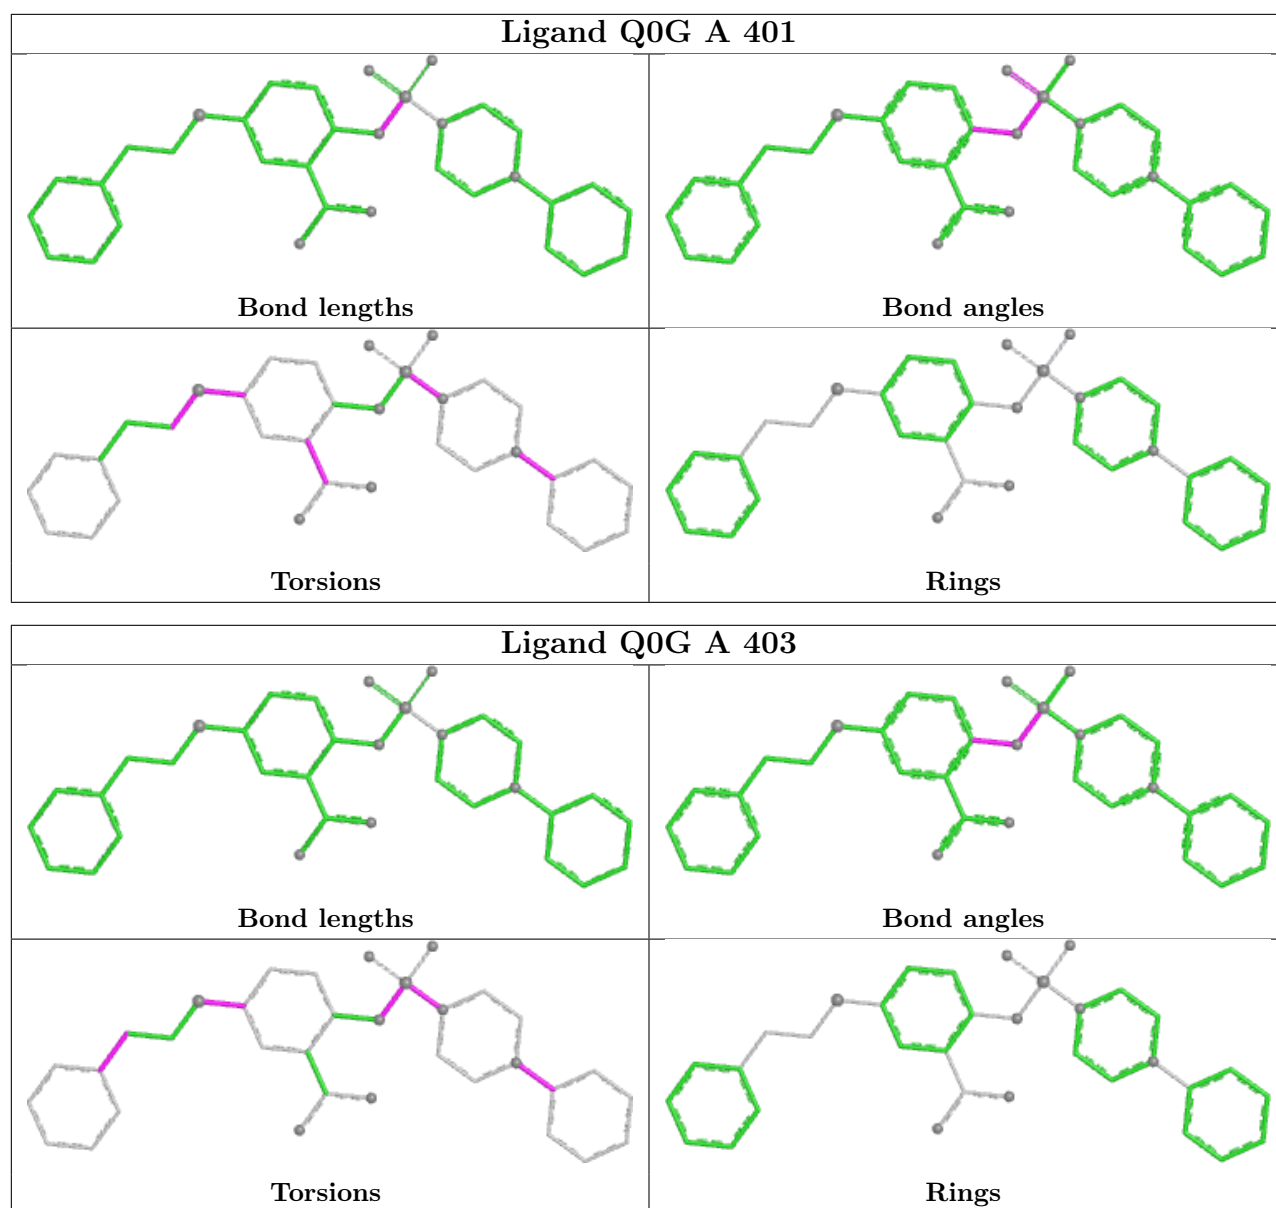 Ligand Q0G A 401
Bond lengths
Bond angles
Torsions
Rings
Ligand Q0G A 403
Bond lengths
Bond angles
Torsions
Rings